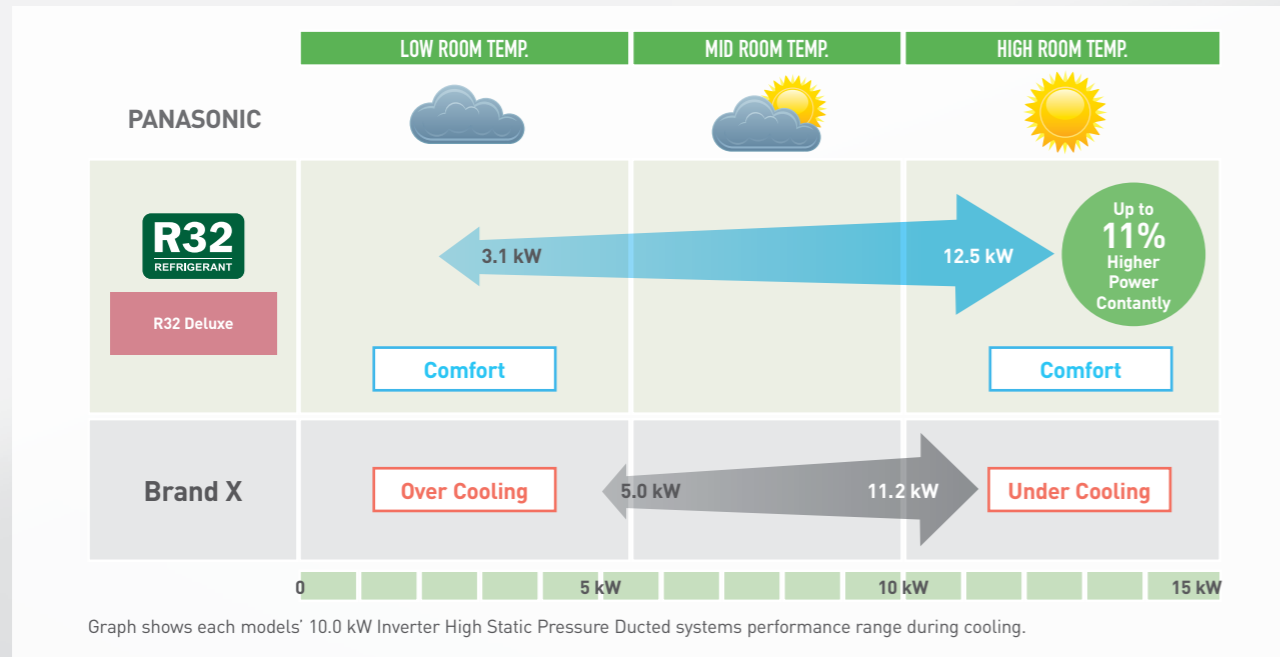 LOW ROOM TEMP.
MID ROOM TEMP.
HIGH ROOM TEMP.
PANASONIC
R32
REFRIGERANT
R32 Deluxe
3.1 kW
12.5 kW
Up to
11%
Higher
Power
Contantly
Comfort
Comfort
Brand X
Over Cooling
5.0 kW
11.2 kW
Under Cooling
0
5 kW
10 kW
15 kW
Graph shows each models’ 10.0 kW Inverter High Static Pressure Ducted systems performance range during cooling.